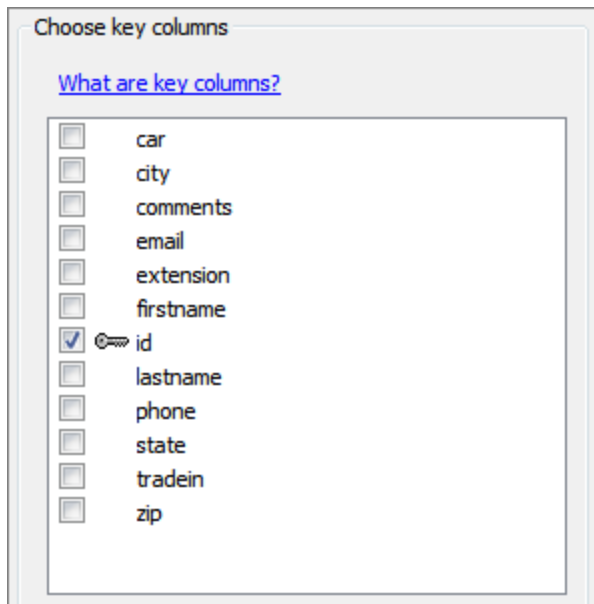 Choose key columns
What are key columns?
car
city
comments
email
extension
firstname
id
lastname
phone
state
tradein
zip